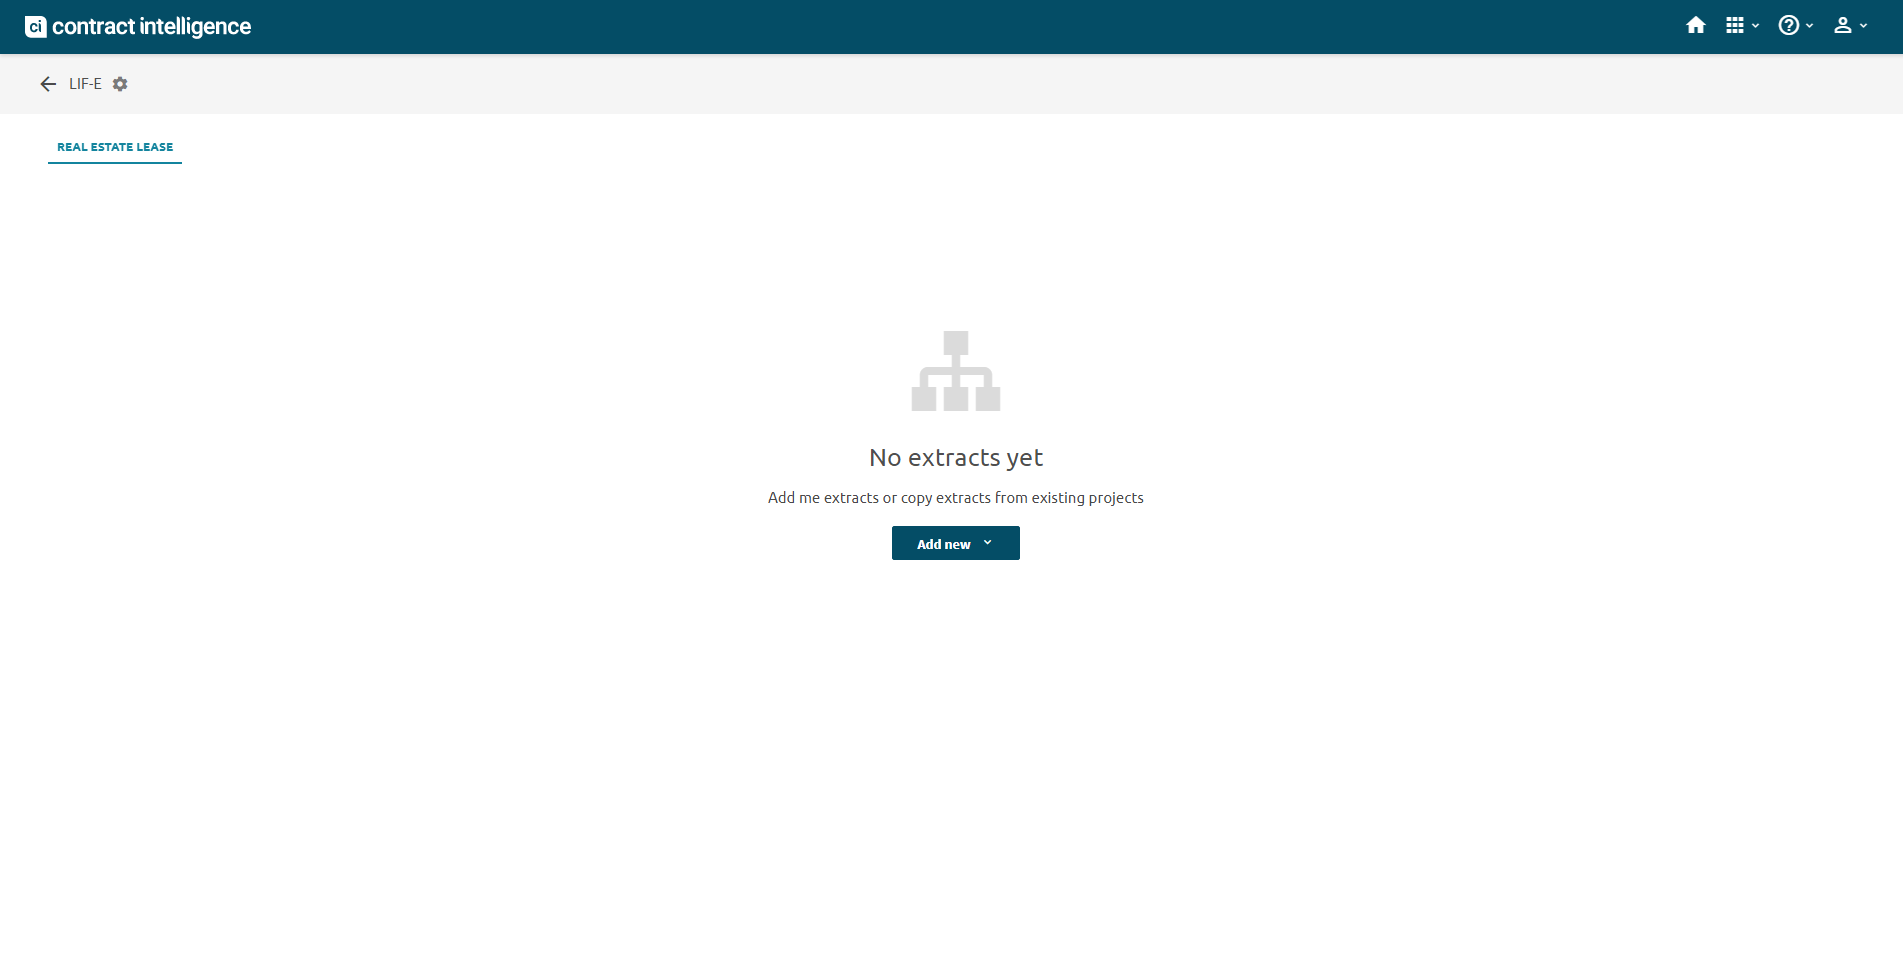 ci contract intelligence
LIF-E
REAL ESTATE LEASE
No extracts yet
Add me extracts or copy extracts from existing projects
Add new